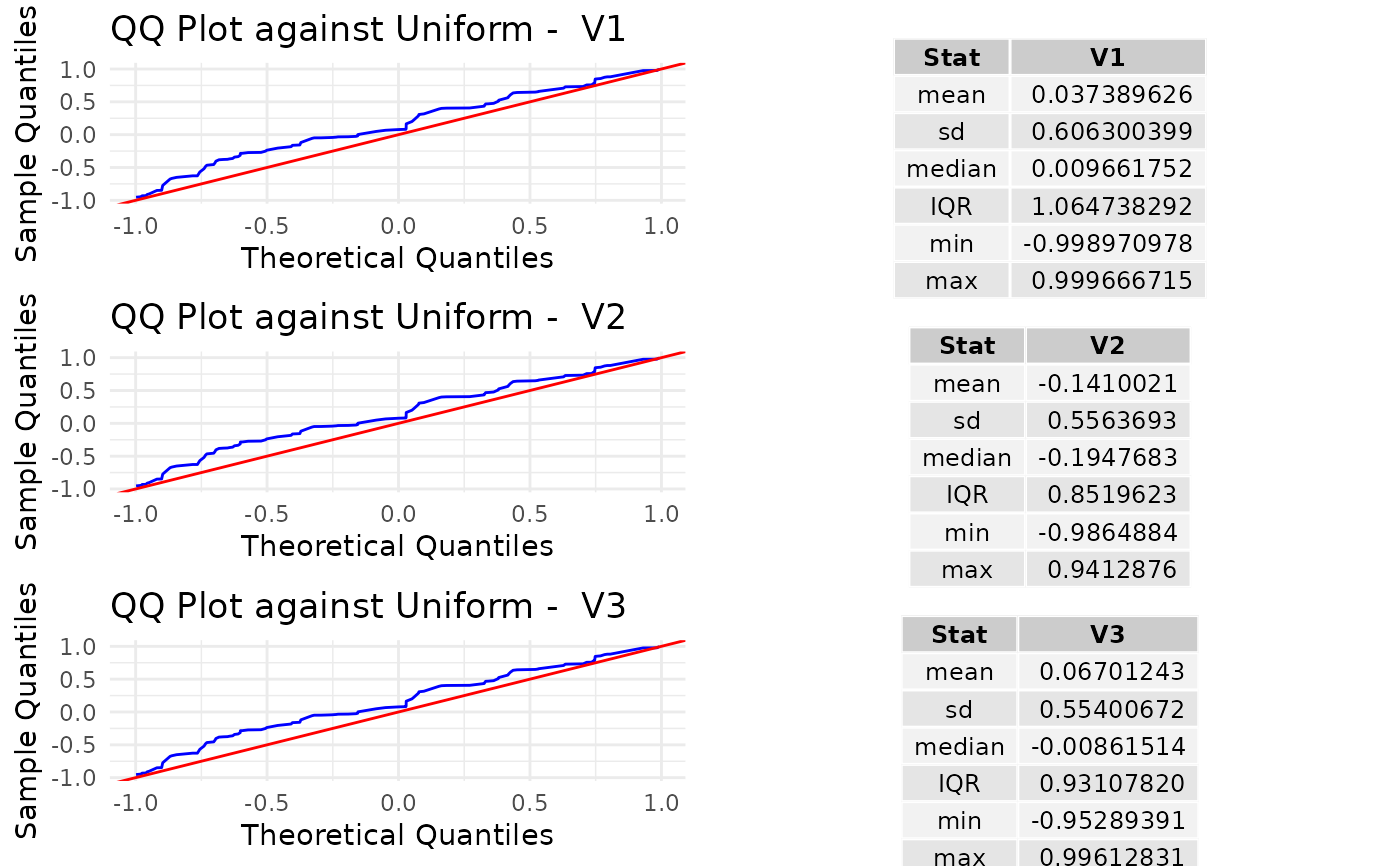 QQ Plot against Uniform - V1
Sample Quantiles
1.0
0.5
0.0
-0.5
-1.0
-1.0 -0.5 0.0 0.5 1.0
Theoretical Quantiles
Stat V1
mean 0.037389626
sd 0.606300399
median 0.009661752
IQR 1.064738292
min -0.998970978
max 0.999666715
QQ Plot against Uniform - V2
Sample Quantiles
1.0
0.5
0.0
-0.5
-1.0
-1.0 -0.5 0.0 0.5 1.0
Theoretical Quantiles
Stat V2
mean -0.1410021
sd 0.5563693
median -0.1947683
IQR 0.8519623
min -0.9864884
max 0.9412876
QQ Plot against Uniform - V3
Sample Quantiles
1.0
0.5
0.0
-0.5
-1.0
-1.0 -0.5 0.0 0.5 1.0
Theoretical Quantiles
Stat V3
mean 0.06701243
sd 0.55400672
median -0.00861514
IQR 0.93107820
min -0.95289391
max 0.99612831